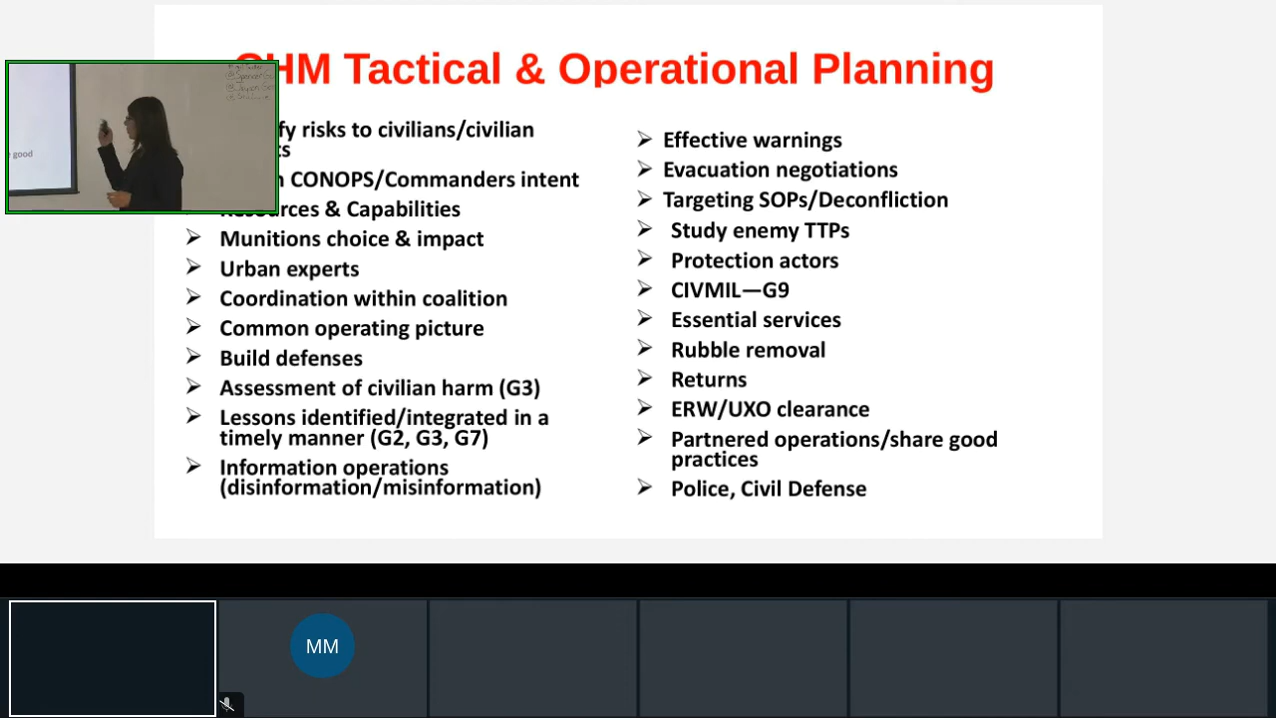 HM Tactical & Operational Planning
fy risks to civilians/civilian
ts
CONOPS/Commanders intent
Resources & Capabilities
Munitions choice & impact
Urban experts
Coordination within coalition
Common operating picture
Build defenses
Assessment of civilian harm (G3)
Lessons identified/integrated in a
timely manner (G2, G3, G7)
Information operations
(disinformation/misinformation)
Effective warnings
Evacuation negotiations
Targeting SOPs/Deconfliction
Study enemy TTPs
Protection actors
CIVMIL—G9
Essential services
Rubble removal
Returns
ERW/UXO clearance
Partnered operations/share good
practices
Police, Civil Defense
good
MM